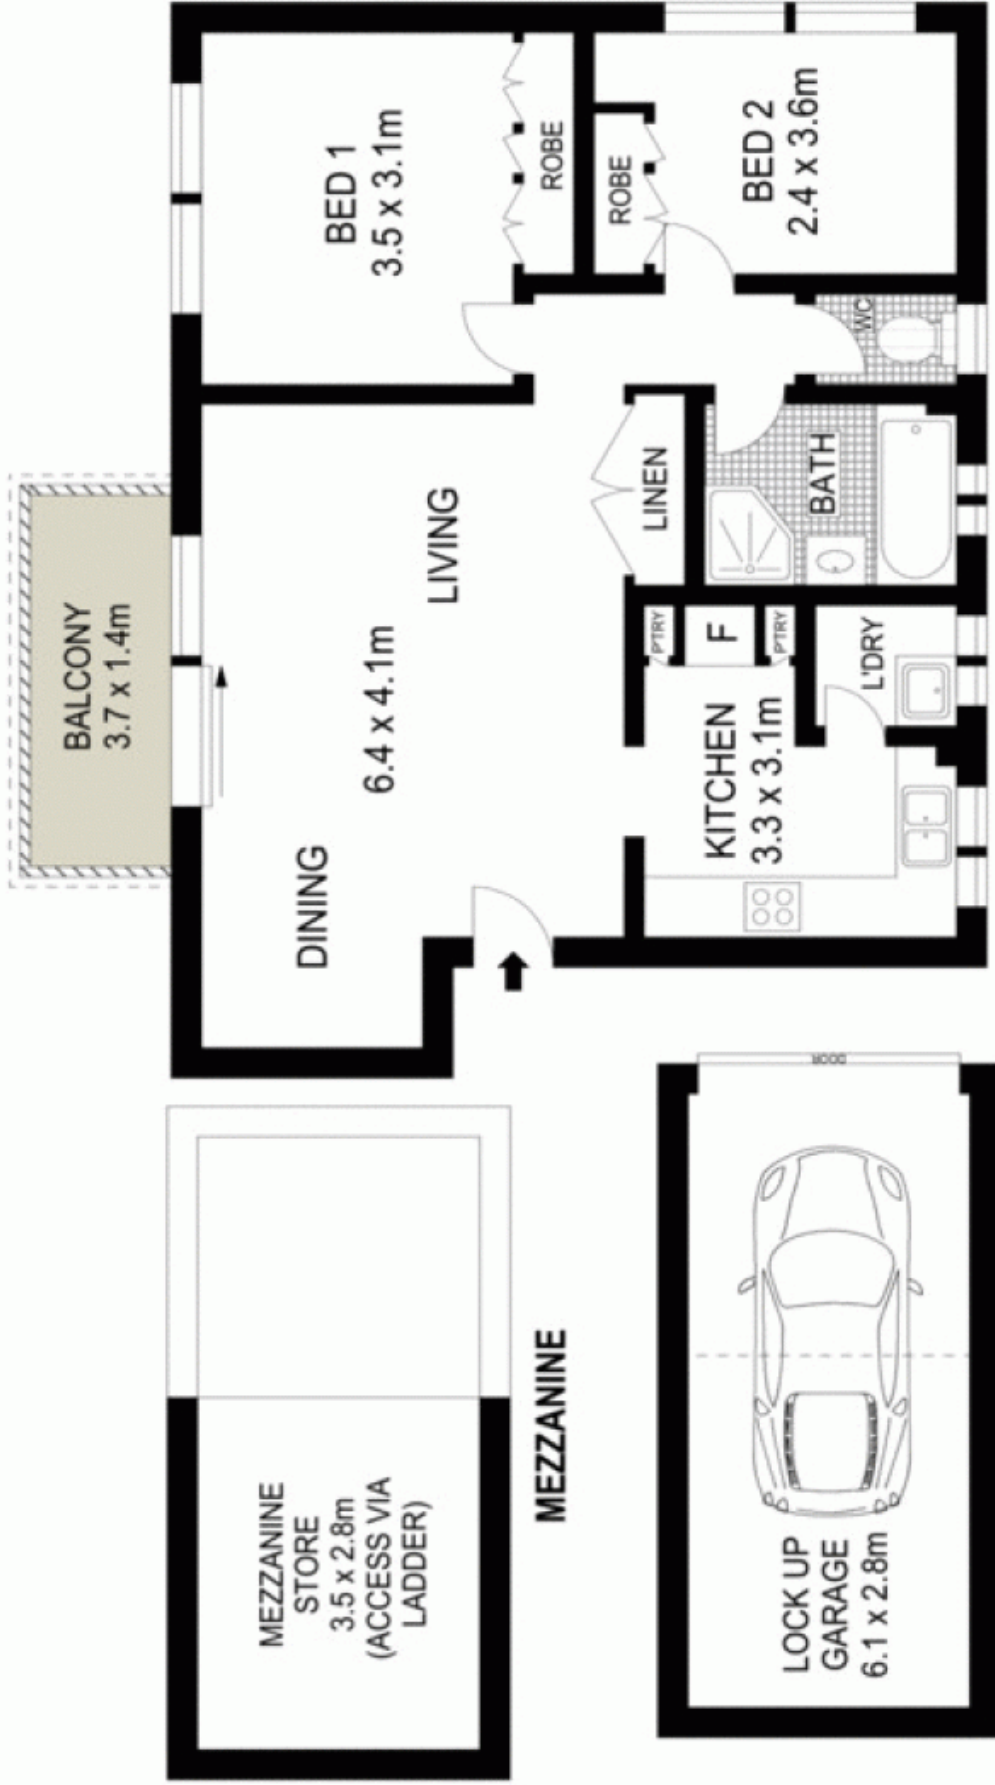 BALCONY
3.7 x 1.4m
BED 1
3.5 x 3.1m
ROBE
ROBE
BED 2
2.4 x 3.6m
WC
LIVING
6.4 x 4.1m
DINING
LINEN
BATH
PTRY
F
PTRY
L'DRY
KITCHEN
3.3 x 3.1m
MEZZANINE
STORE
3.5 x 2.8m
(ACCESS VIA
LADDER)
MEZZANINE
DOOR
LOCK UP
GARAGE
6.1 x 2.8m